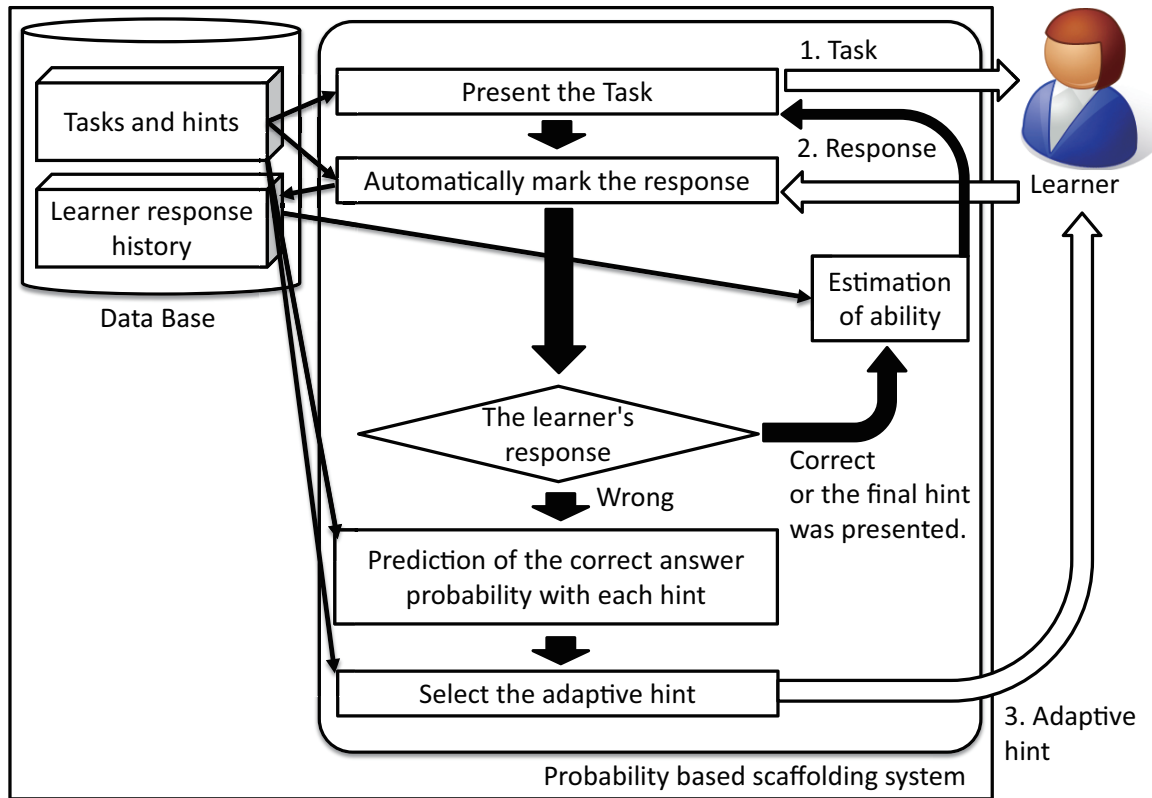 1. Task
Present the Task
Tasks and hints
2. Response
Automatically mark the response
Learner
Learner response
history
Estimation
of ability
Data Base
The learner's
response
Correct
or the final hint
was presented.
Wrong
Prediction of the correct answer
probability with each hint
Select the adaptive hint
3. Adaptive
hint
Probability based scaffolding system